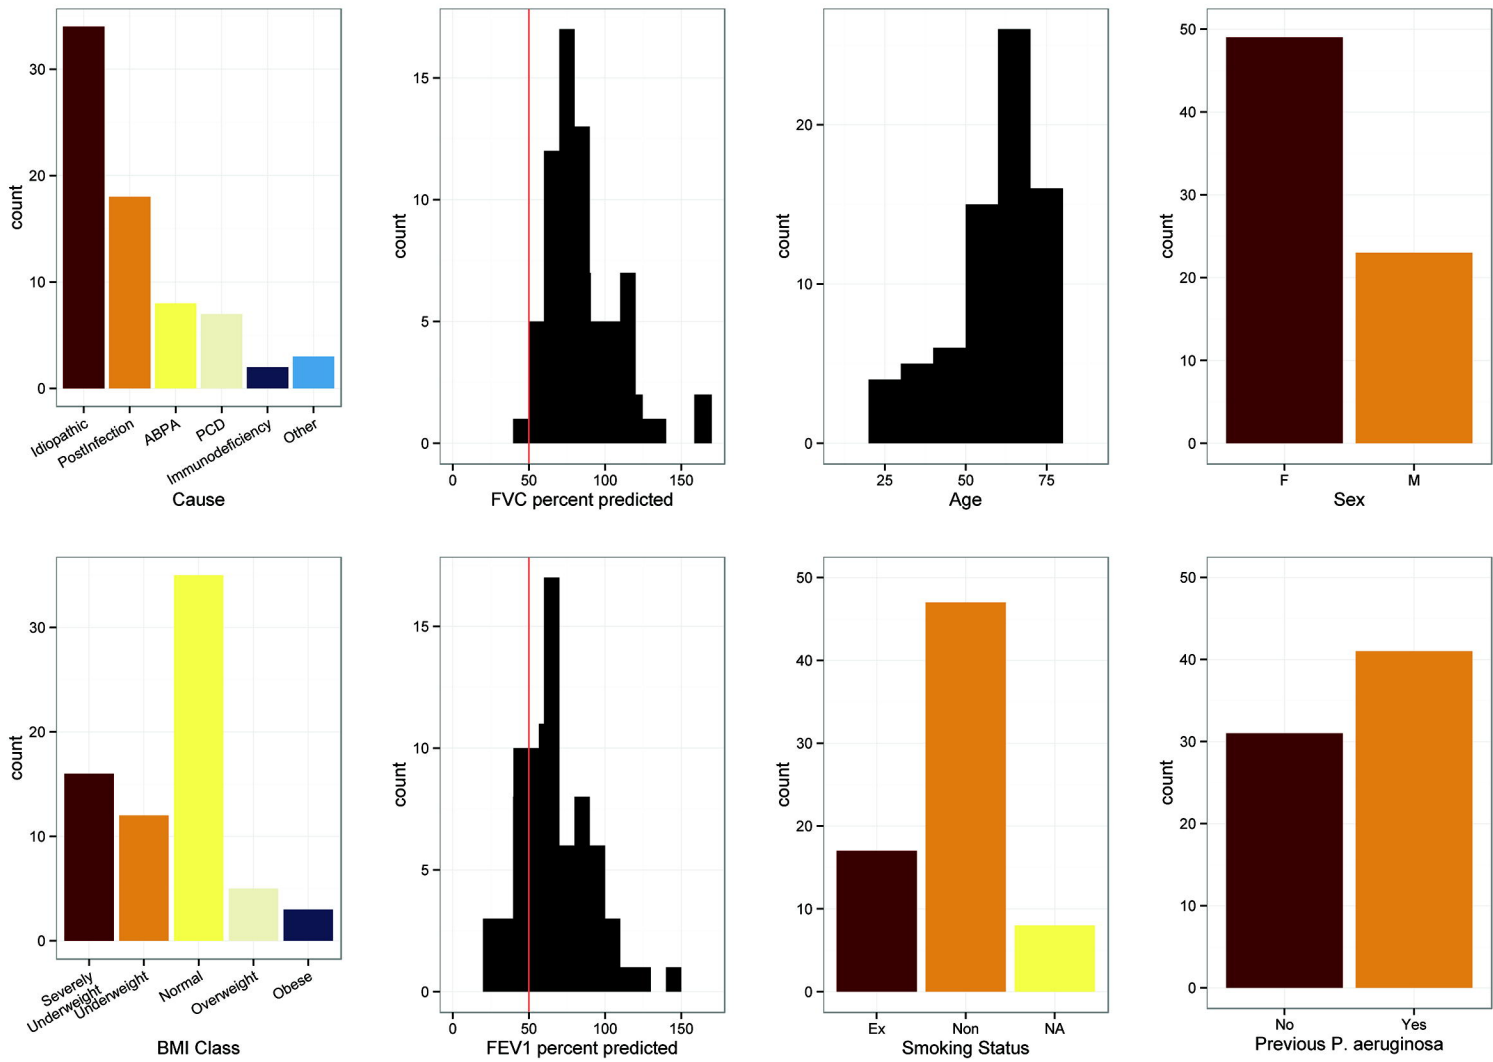 count
30
20
10
0
Idiopathic
PostInfection
ABPA
PCD
Immunodeficiency
Other
Cause
count
15
10
5
0
0
50
100
150
FVC percent predicted
count
20
10
0
25
50
75
Age
count
50
40
30
20
10
0
F
M
Sex
count
30
20
10
0
Severely
Underweight
Underweight
Normal
Overweight
Obese
BMI Class
count
15
10
5
0
0
50
100
150
FEV1 percent predicted
count
50
40
30
20
10
0
Ex
Non
NA
Smoking Status
count
50
40
30
20
10
0
No
Yes
Previous P. aeruginosa